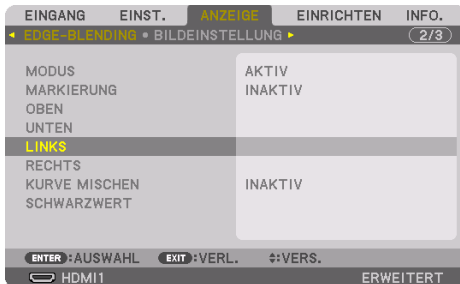 EINGANG EINST. ANZEIGE EINRICHTEN INFO.
EDGE-BLENDING • BILDEINSTELLUNG 2/3
MODUS AKTIV
MARKIERUNG INAKTIV
OBEN
UNTEN
LINKS
RECHTS
KURVE MISCHEN INAKTIV
SCHWARZWERT
ENTER :AUSWAHL EXIT :VERL. :VERS.
HDMI1 ERWEITERT